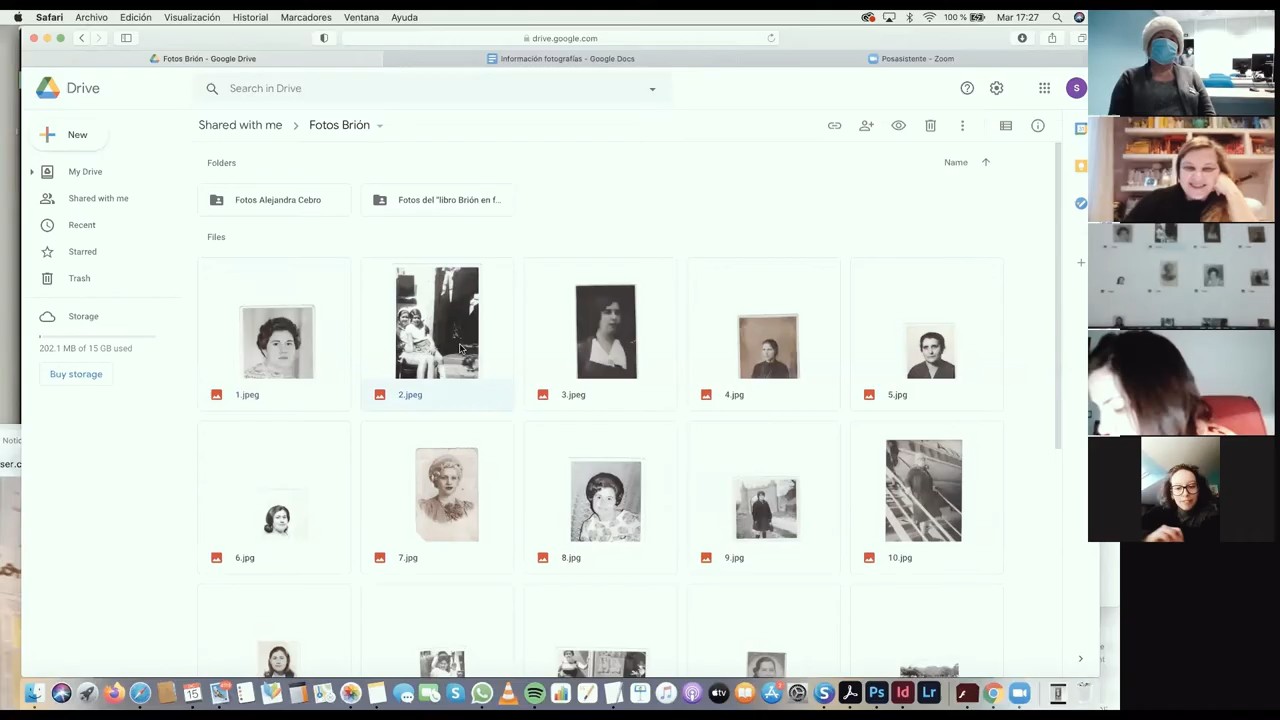 Safari Archivo Edición Visualización Historial Marcadores Ventana Ayuda 100 % Mar 17:27
drive.google.com
Fotos Brión - Google Drive Información fotografías - Google Docs Posasistente - Zoom
Drive Search in Drive S
New
Shared with me Fotos Brión
My Drive
Shared with me
Recent
Starred
Trash
Storage
202.1 MB of 15 GB used
Buy storage
Folders Name
Fotos Alejandra Cebro Fotos del "libro Brión en f...
Files
1.jpeg 2.jpeg 3.jpeg 4.jpg 5.jpg
6.jpg 7.jpg 8.jpg 9.jpg 10.jpg
Notic
ser.c
15